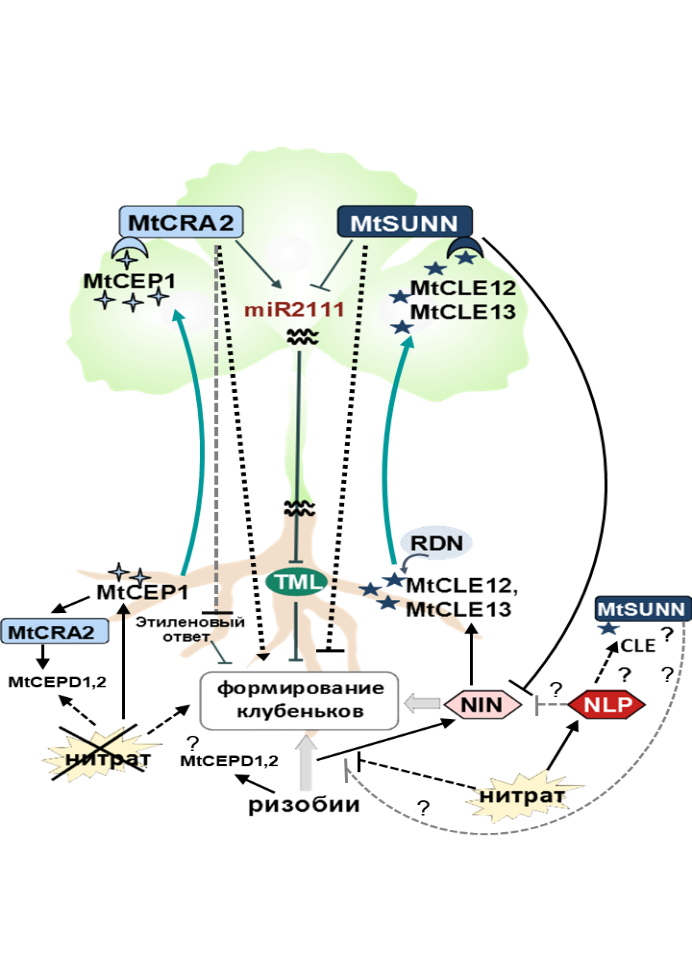 MtCRA2
MtSUNN
MtCEP1
miR2111
MtCLE12
MtCLE13
RDN
MtCEP1
TML
MtCLE12,
MtCLE13
MtCRA2
Этиленовый
ответ
MtSUNN
CLE
?
MtCEPD1,2
формирование
клубеньков
NIN
?
NLP
?
?
нитрат
?
MtCEPD1,2
ризобии
?
нитрат